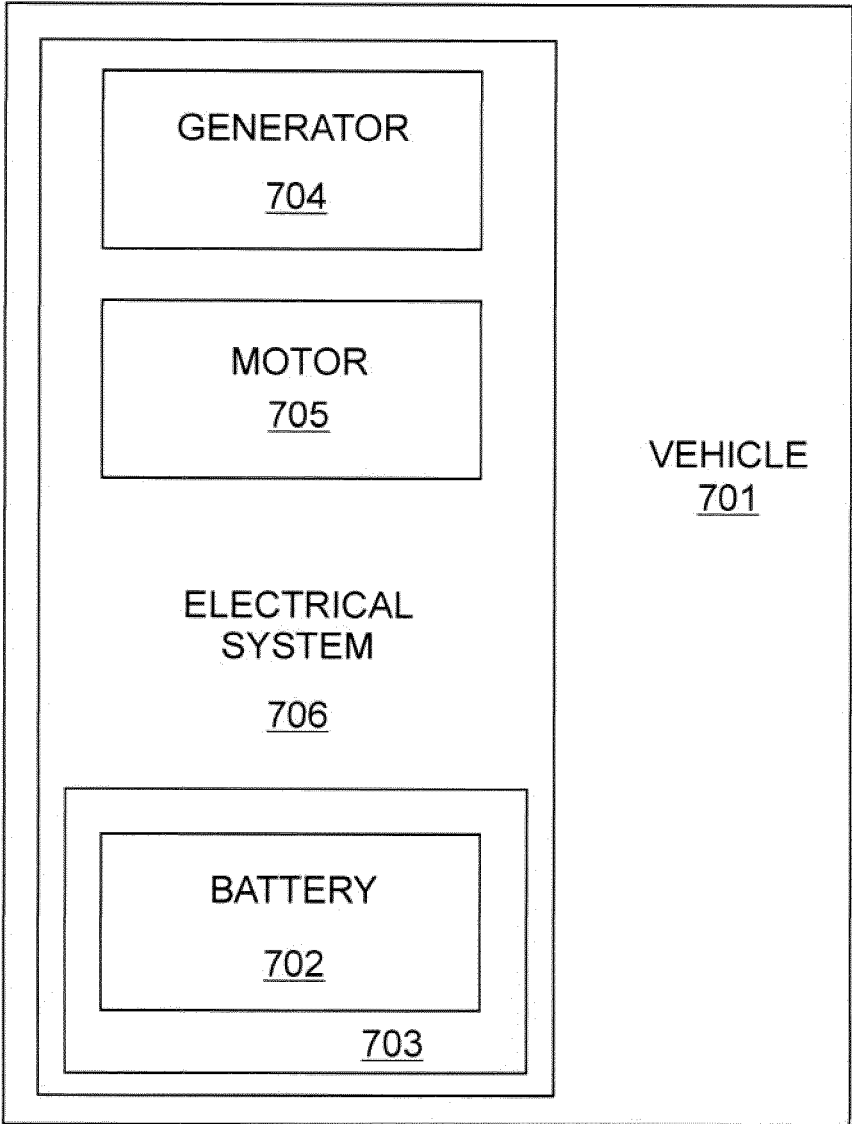 GENERATOR
704
MOTOR
705
VEHICLE
701
ELECTRICAL
SYSTEM
706
BATTERY
702
703